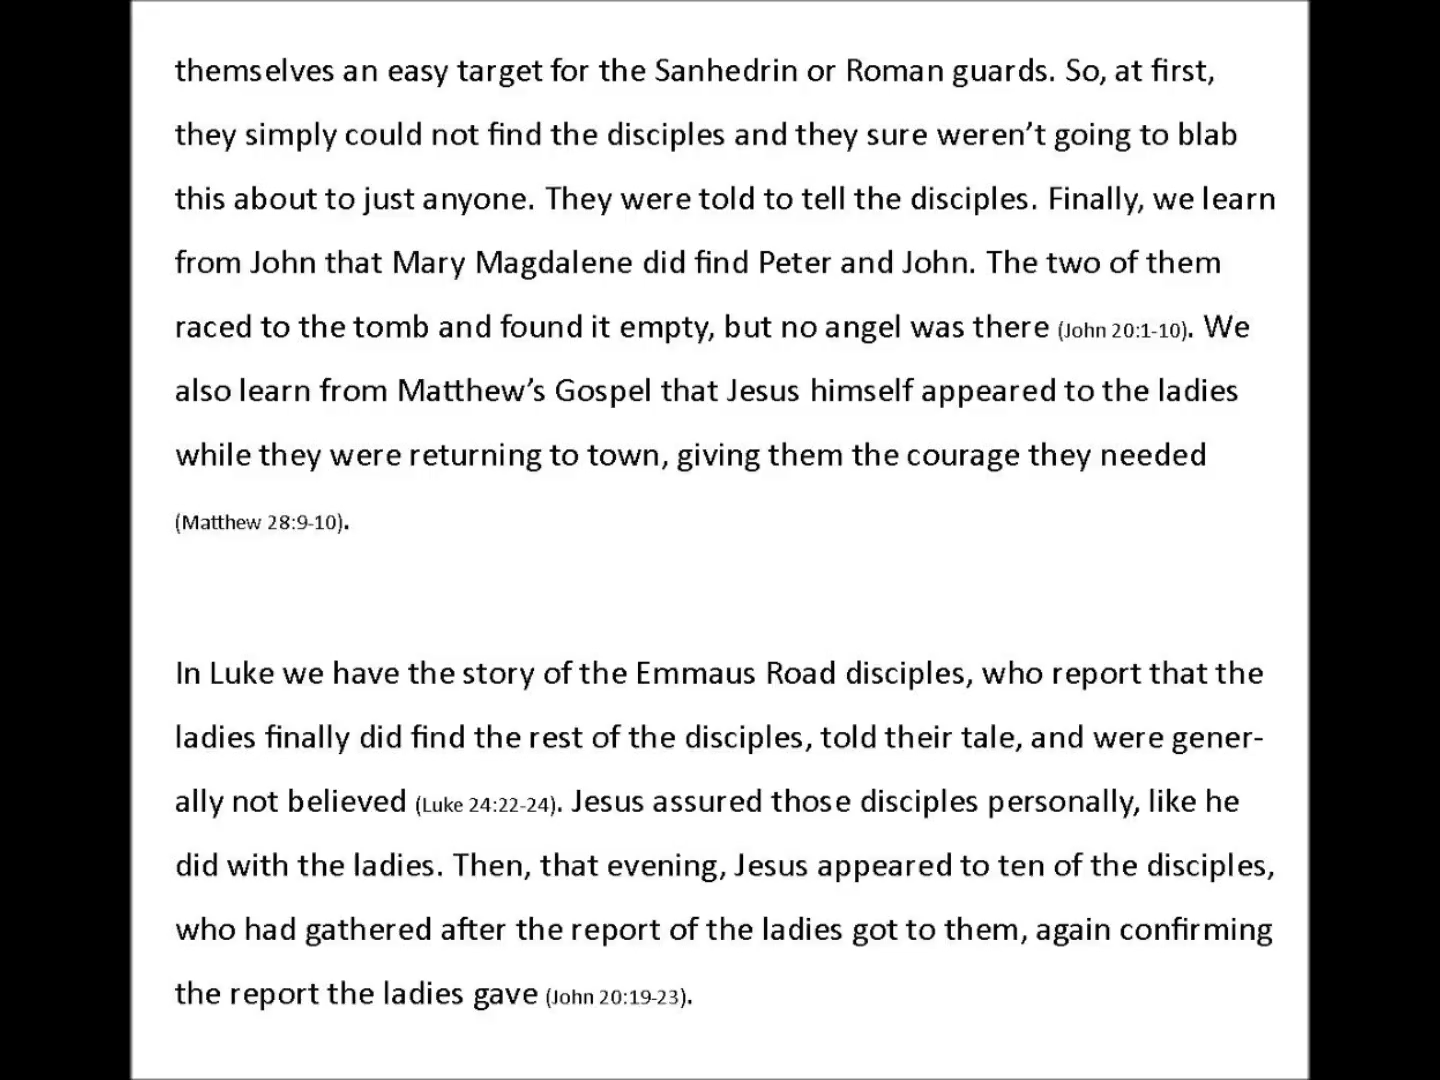 themselves an easy target for the Sanhedrin or Roman guards. So, at first,
they simply could not find the disciples and they sure weren’t going to blab
this about to just anyone. They were told to tell the disciples. Finally, we learn
from John that Mary Magdalene did find Peter and John. The two of them
raced to the tomb and found it empty, but no angel was there (John 20:1-10). We
also learn from Matthew’s Gospel that Jesus himself appeared to the ladies
while they were returning to town, giving them the courage they needed
(Matthew 28:9-10).
In Luke we have the story of the Emmaus Road disciples, who report that the
ladies finally did find the rest of the disciples, told their tale, and were gener-
ally not believed (Luke 24:22-24). Jesus assured those disciples personally, like he
did with the ladies. Then, that evening, Jesus appeared to ten of the disciples,
who had gathered after the report of the ladies got to them, again confirming
the report the ladies gave (John 20:19-23).